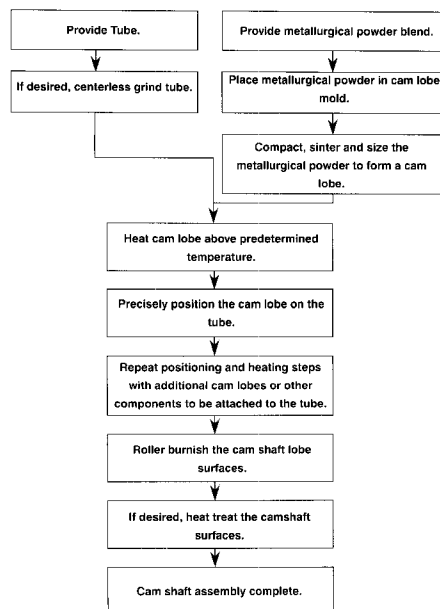 Provide Tube.
Provide metallurgical powder blend.
If desired, centerless grind tube.
Place metallurgical powder in cam lobe
mold.
Compact, sinter and size the
metallurgical powder to form a cam
lobe.
Heat cam lobe above predetermined
temperature.
Precisely position the cam lobe on the
tube.
Repeat positioning and heating steps
with additional cam lobes or other
components to be attached to the tube.
Roller burnish the cam shaft lobe
surfaces.
If desired, heat treat the camshaft
surfaces.
Cam shaft assembly complete.